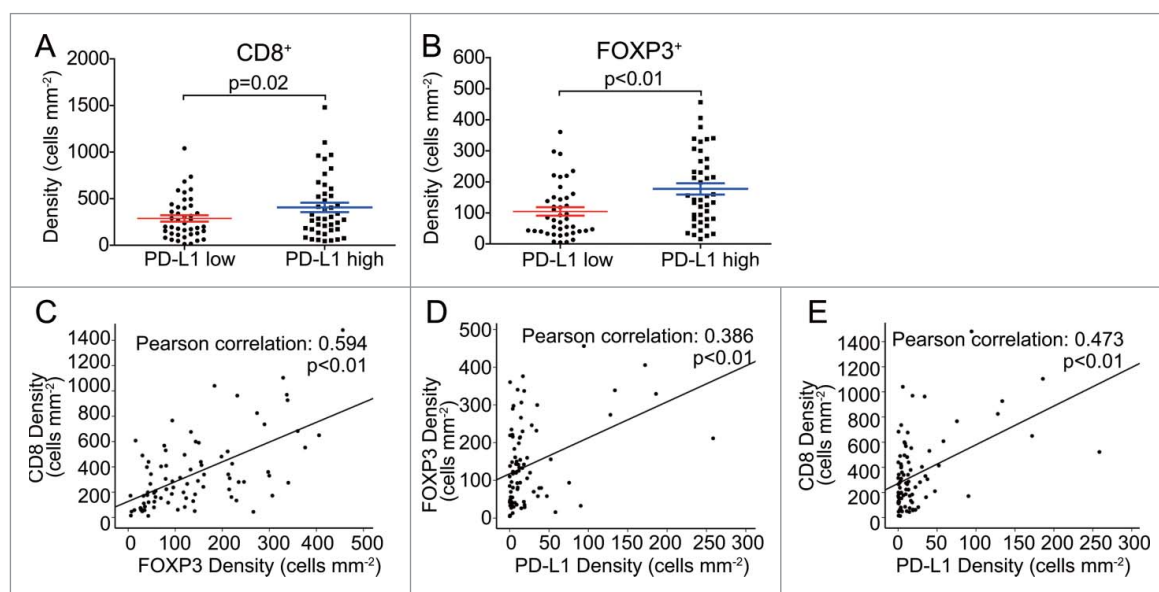 A
CD8⁺
p=0.02
Density (cells mm⁻²)
2000
1500
1000
500
0
PD-L1 low
PD-L1 high
B
FOXP3⁺
p<0.01
Density (cells mm⁻²)
600
500
400
300
200
100
0
PD-L1 low
PD-L1 high
C
Pearson correlation: 0.594
p<0.01
CD8 Density
(cells mm⁻²)
1400
1200
1000
800
600
400
200
0
0 100 200 300 400 500
FOXP3 Density (cells mm⁻²)
D
Pearson correlation: 0.386
p<0.01
FOXP3 Density
(cells mm⁻²)
500
400
300
200
100
0
0 50 100 150 200 250 300
PD-L1 Density (cells mm⁻²)
E
Pearson correlation: 0.473
p<0.01
CD8 Density
(cells mm⁻²)
1400
1200
1000
800
600
400
200
0
0 50 100 150 200 250 300
PD-L1 Density (cells mm⁻²)